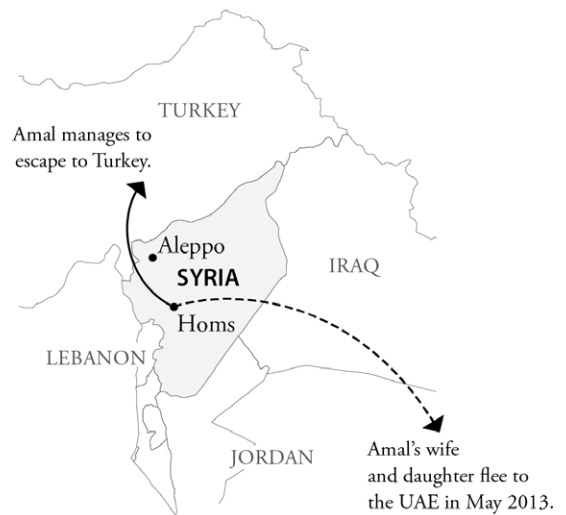 TURKEY
Amal manages to
escape to Turkey.
Aleppo
SYRIA
IRAQ
Homs
LEBANON
JORDAN
Amal’s wife
and daughter flee to
the UAE in May 2013.